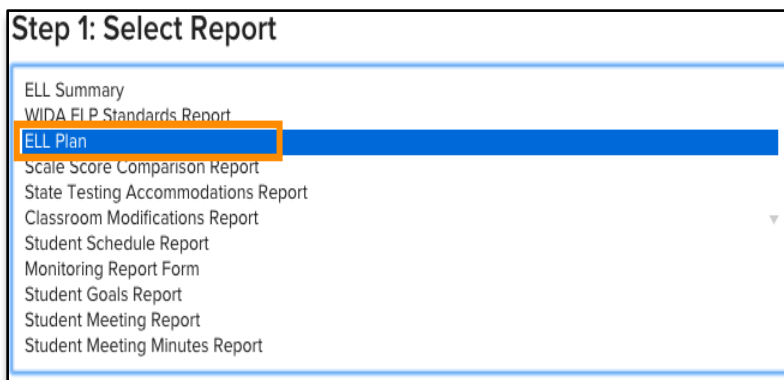 Step 1: Select Report
ELL Summary
WIDA ELP Standards Report
ELL Plan
Scale Score Comparison Report
State Testing Accommodations Report
Classroom Modifications Report
Student Schedule Report
Monitoring Report Form
Student Goals Report
Student Meeting Report
Student Meeting Minutes Report